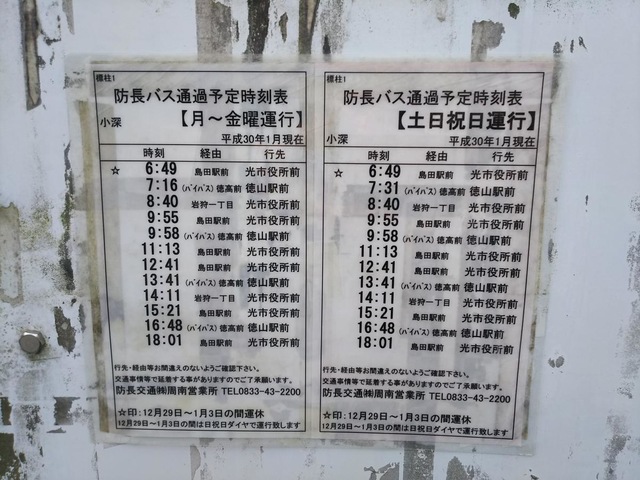 標柱1
防長バス通過予定時刻表
小深 【月～金曜運行】
平成30年1月現在
時刻 経由 行先
☆ 6:49 島田駅前 光市役所前
7:16 (バイパス)徳高前 徳山駅前
8:40 岩狩一丁目 光市役所前
9:55 島田駅前 光市役所前
9:58 (バイパス)徳高前 徳山駅前
11:13 島田駅前 光市役所前
12:41 島田駅前 光市役所前
13:41 (バイパス)徳高前 徳山駅前
14:11 岩狩一丁目 光市役所前
15:21 島田駅前 光市役所前
16:48 (バイパス)徳高前 徳山駅前
18:01 島田駅前 光市役所前
行先・経由等お間違えのないようご確認下さい。
交通事情等で延着する事がありますのでご了承願います。
防長交通㈱周南営業所 TEL0833-43-2200
☆印:12月29日～1月3日の間運休
12月29日～1月3日の間は日祝日ダイヤで運行致します
標柱1
防長バス通過予定時刻表
小深 【土日祝日運行】
平成30年1月現在
時刻 経由 行先
☆ 6:49 島田駅前 光市役所前
7:31 (バイパス)徳高前 徳山駅前
8:40 岩狩一丁目 光市役所前
9:55 島田駅前 光市役所前
9:58 (バイパス)徳高前 徳山駅前
11:13 島田駅前 光市役所前
12:41 島田駅前 光市役所前
13:41 (バイパス)徳高前 徳山駅前
14:11 岩狩一丁目 光市役所前
15:21 島田駅前 光市役所前
16:48 (バイパス)徳高前 徳山駅前
18:01 島田駅前 光市役所前
行先・経由等お間違えのないようご確認下さい。
交通事情等で延着する事がありますのでご了承願います。
防長交通㈱周南営業所 TEL0833-43-2200
☆印:12月29日～1月3日の間運休
12月29日～1月3日の間は日祝日ダイヤで運行致します